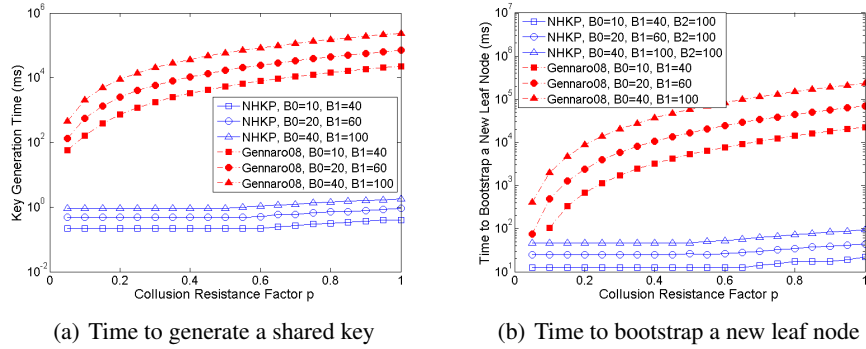 10^6
10^4
10^2
10^0
10^-2
Key Generation Time (ms)
NHKP, B0=10, B1=40
NHKP, B0=20, B1=60
NHKP, B0=40, B1=100
Gennaro08, B0=10, B1=40
Gennaro08, B0=20, B1=60
Gennaro08, B0=40, B1=100
0 0.2 0.4 0.6 0.8 1
Collusion Resistance Factor p
(a) Time to generate a shared key
10^7
10^6
10^5
10^4
10^3
10^2
10^1
10^0
Time to Bootstrap a New Leaf Node (ms)
NHKP, B0=10, B1=40, B2=100
NHKP, B0=20, B1=60, B2=100
NHKP, B0=40, B1=100, B2=100
Gennaro08, B0=10, B1=40
Gennaro08, B0=20, B1=60
Gennaro08, B0=40, B1=100
0 0.2 0.4 0.6 0.8 1
Collusion Resistance Factor p
(b) Time to bootstrap a new leaf node